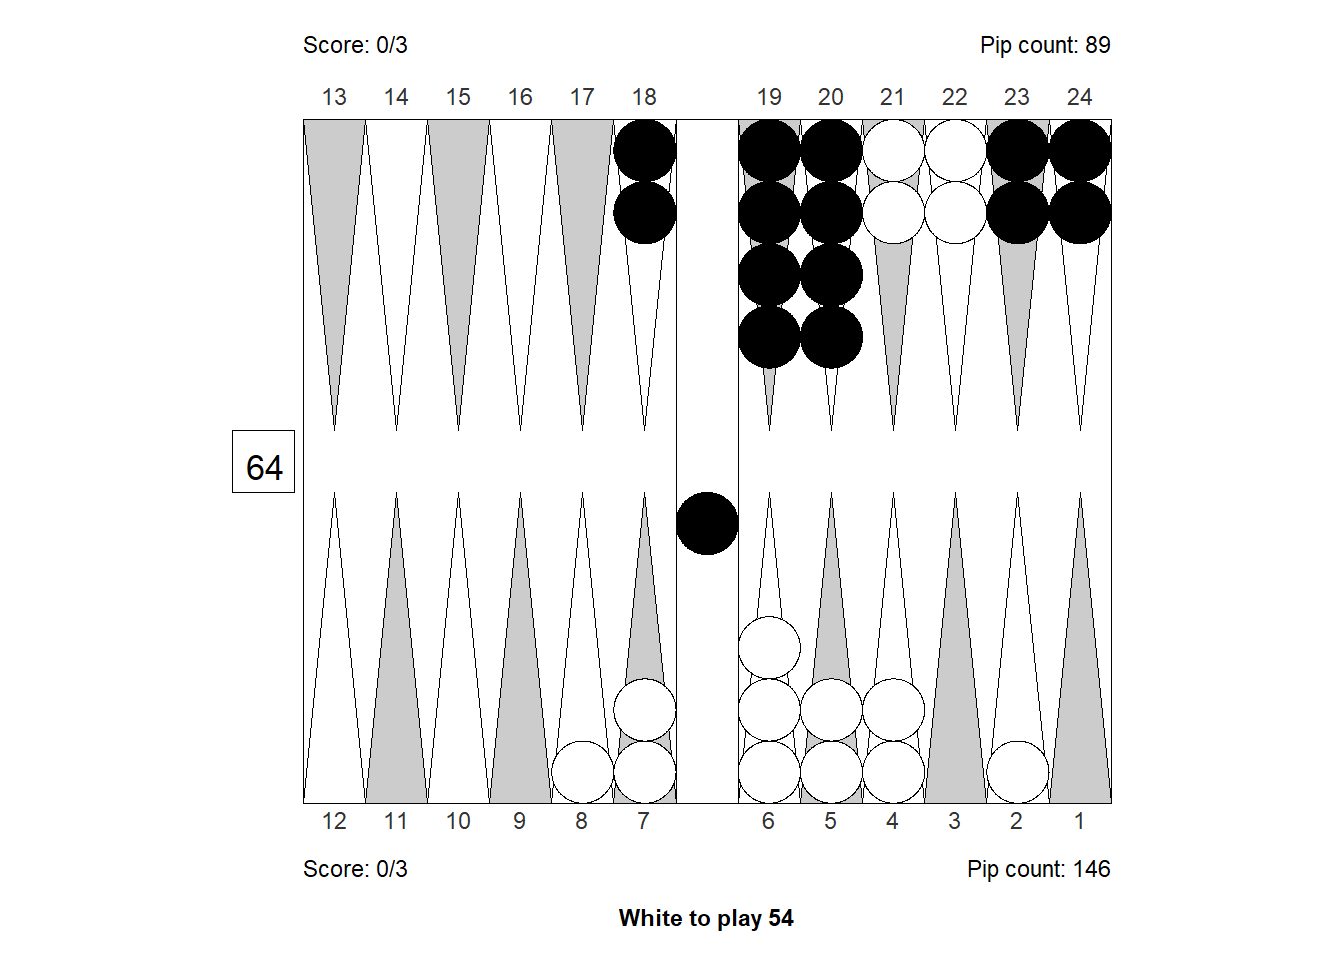 Score: 0/3 Pip count: 89
13 14 15 16 17 18 19 20 21 22 23 24
64
12 11 10 9 8 7 6 5 4 3 2 1
Score: 0/3 Pip count: 146
White to play 54